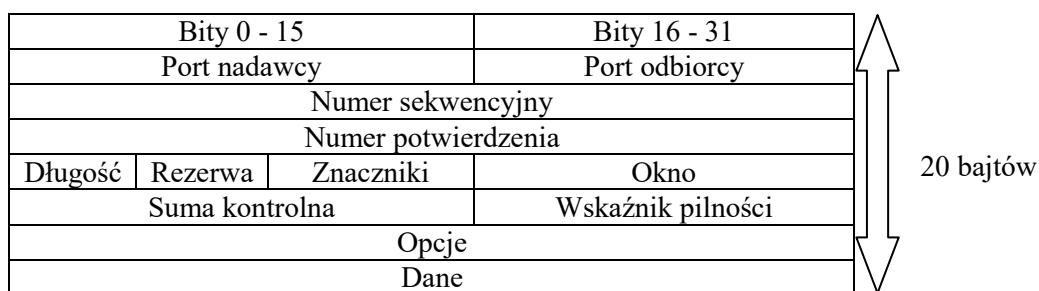 Bity 0 - 15 Bity 16 - 31
Port nadawcy Port odbiorcy
Numer sekwencyjny
Numer potwierdzenia
Długość Rezerwa Znaczniki Okno
20 bajtów
Suma kontrolna Wskaźnik pilności
Opcje
Dane